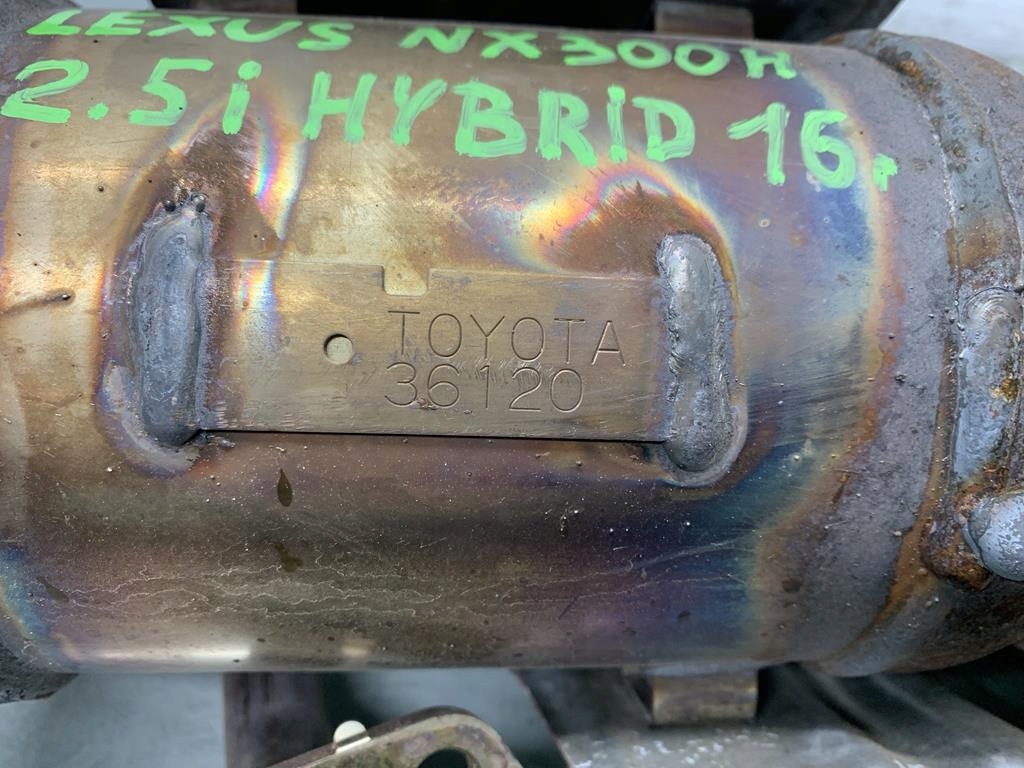 LEXUS NX300H
2.5i HYBRID 16.
TOYOTA
36120